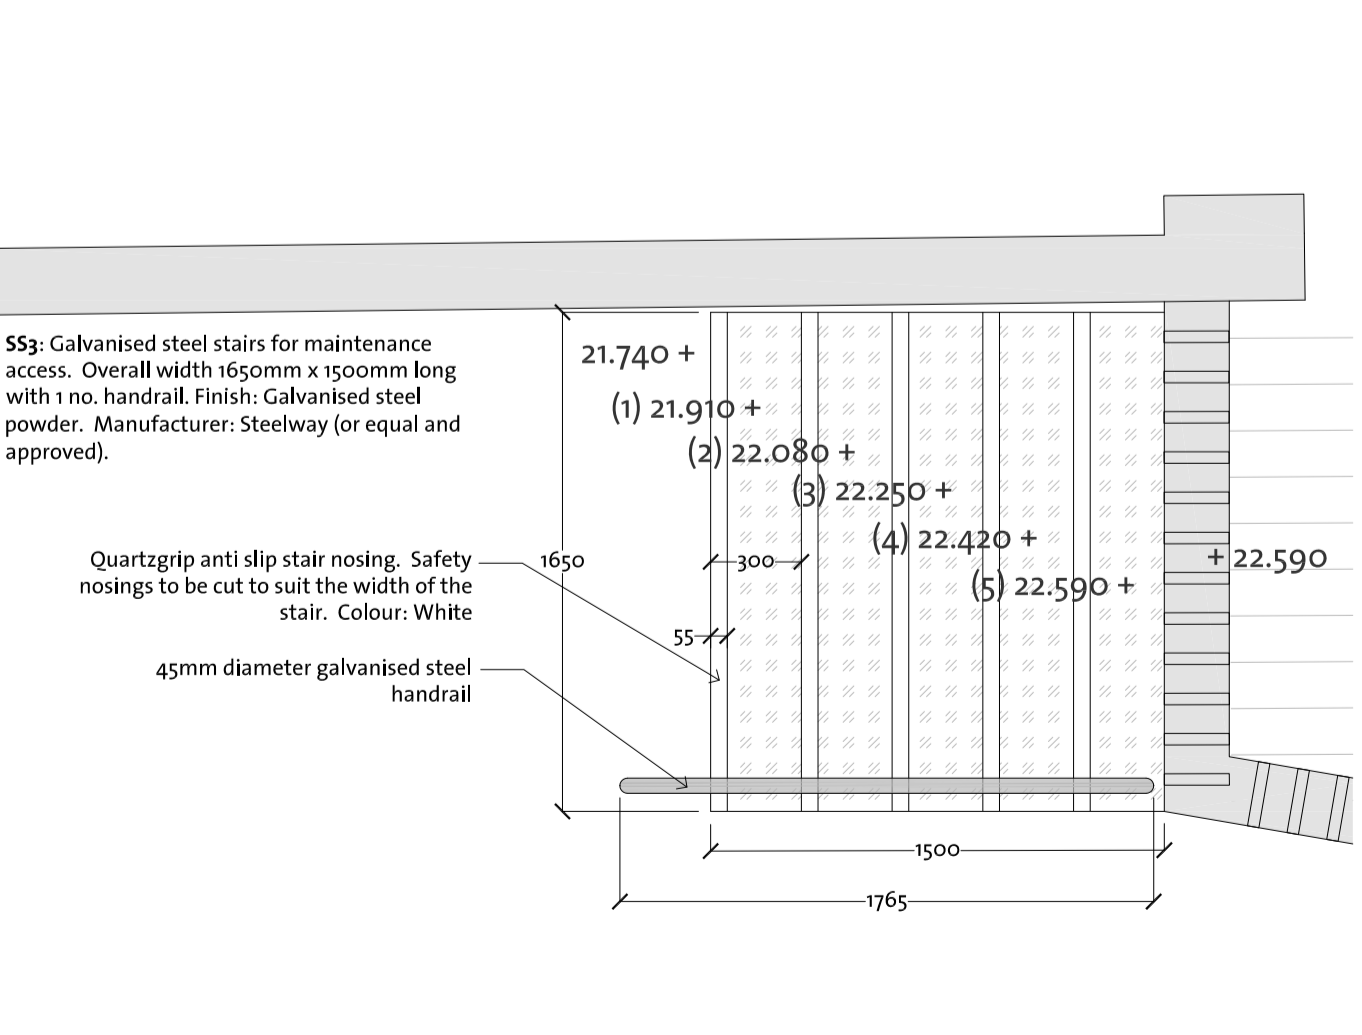 SS3: Galvanised steel stairs for maintenance
access.  Overall width 1650mm x 1500mm long
with 1 no. handrail. Finish: Galvanised steel
powder.  Manufacturer: Steelway (or equal and
approved).
21.740 +
(1) 21.910 +
(2) 22.080 +
(3) 22.250 +
(4) 22.420 +
(5) 22.590 +
+ 22.590
Quartzgrip anti slip stair nosing.  Safety
nosings to be cut to suit the width of the
stair.  Colour: White
1650
300
55
45mm diameter galvanised steel
handrail
1500
1765